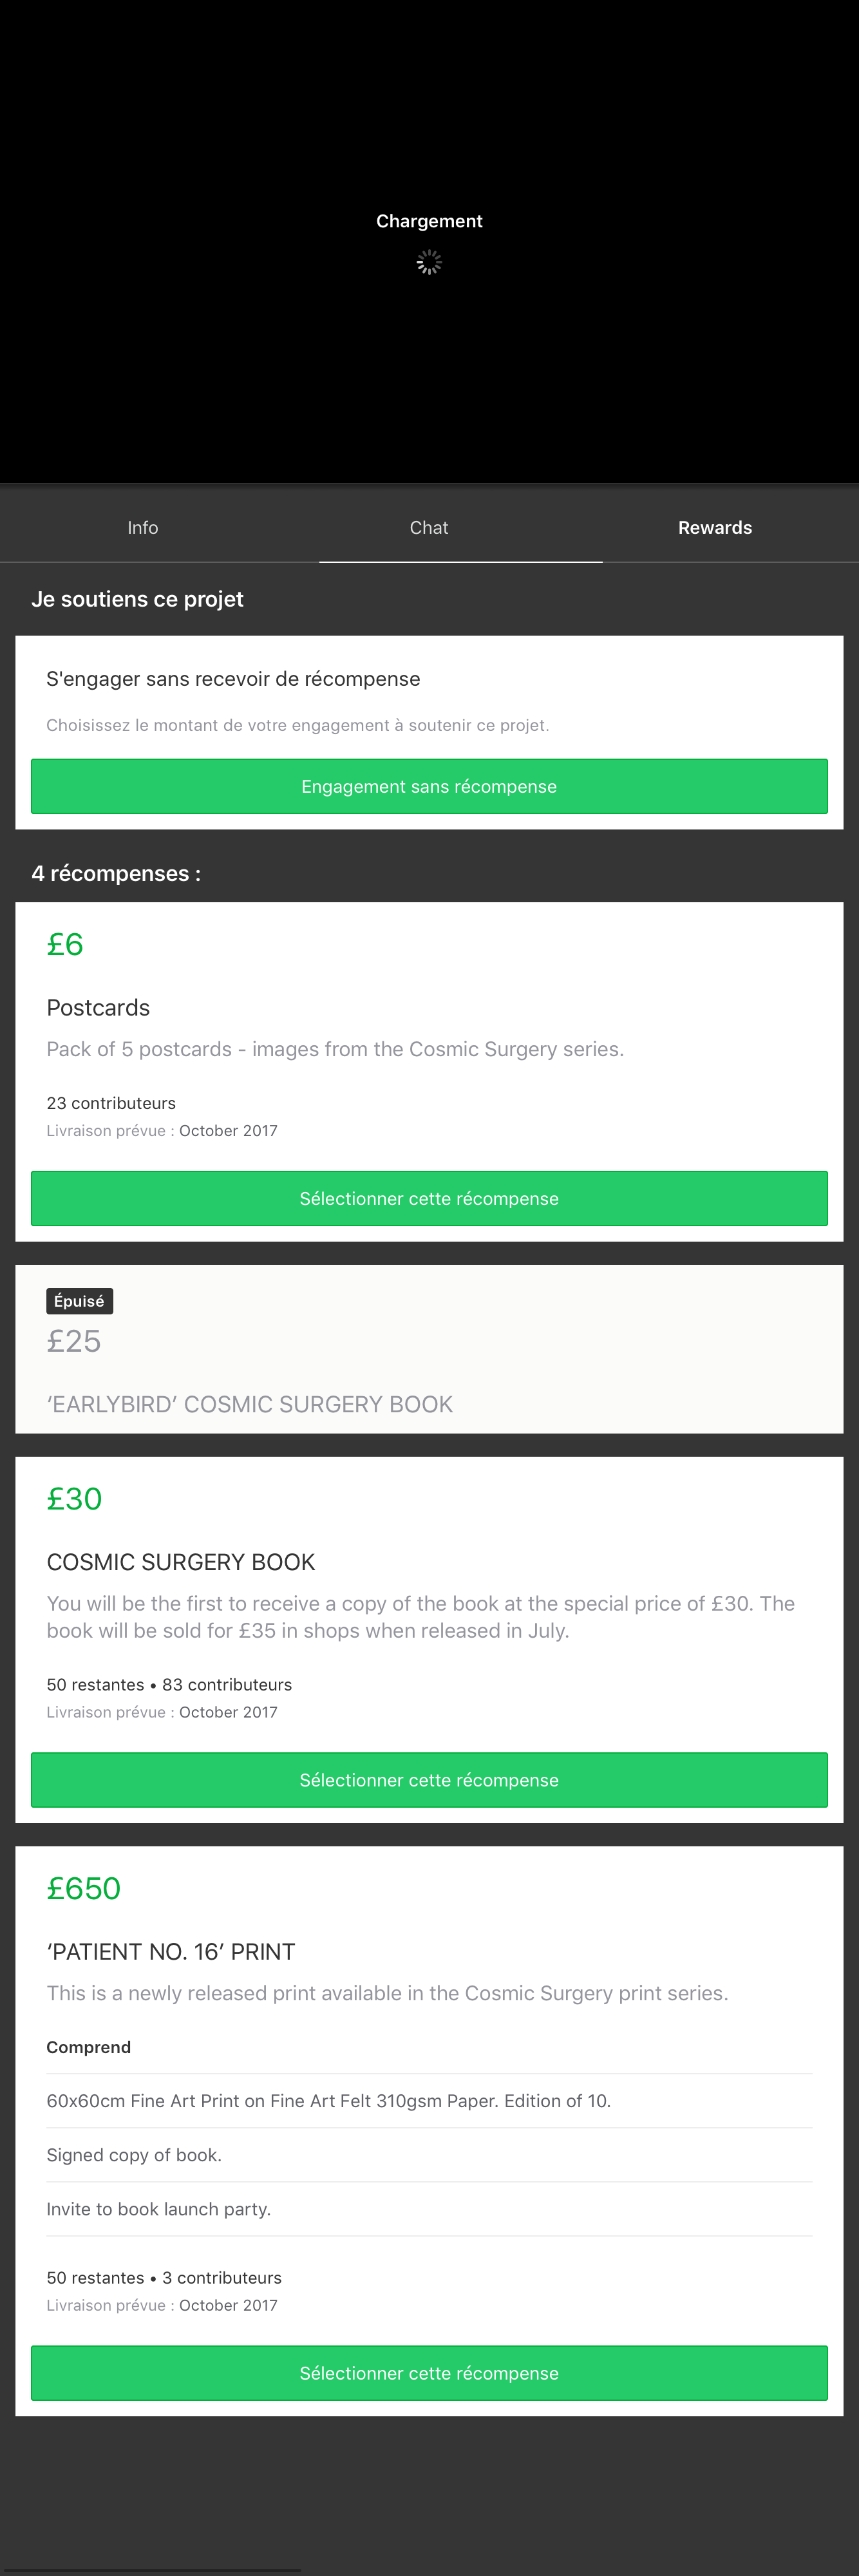 Chargement
Info
Chat
Rewards
Je soutiens ce projet
S'engager sans recevoir de récompense
Choisissez le montant de votre engagement à soutenir ce projet.
Engagement sans récompense
4 récompenses :
£6
Postcards
Pack of 5 postcards - images from the Cosmic Surgery series.
23 contributeurs
Livraison prévue : October 2017
Sélectionner cette récompense
Épuisé
£25
‘EARLYBIRD’ COSMIC SURGERY BOOK
£30
COSMIC SURGERY BOOK
You will be the first to receive a copy of the book at the special price of £30. The
book will be sold for £35 in shops when released in July.
50 restantes • 83 contributeurs
Livraison prévue : October 2017
Sélectionner cette récompense
£650
‘PATIENT NO. 16’ PRINT
This is a newly released print available in the Cosmic Surgery print series.
Comprend
60x60cm Fine Art Print on Fine Art Felt 310gsm Paper. Edition of 10.
Signed copy of book.
Invite to book launch party.
50 restantes • 3 contributeurs
Livraison prévue : October 2017
Sélectionner cette récompense